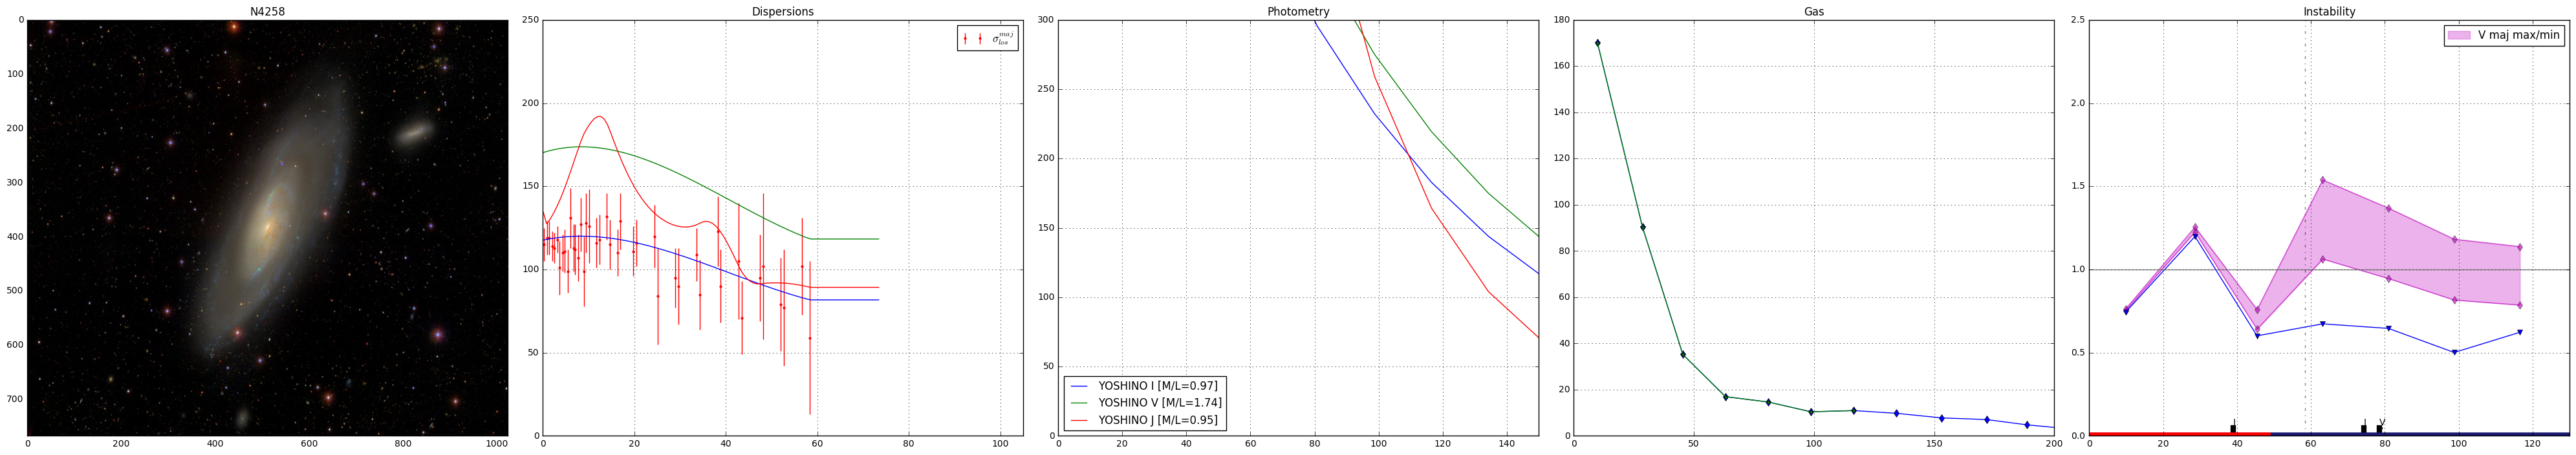 N4258
0
100
200
300
400
500
600
700
0 200 400 600 800 1000
Dispersions
σ_los^maj
250
200
150
100
50
0
0 20 40 60 80 100
Photometry
300
250
200
150
100
50
0
YOSHINO I [M/L=0.97]
YOSHINO V [M/L=1.74]
YOSHINO J [M/L=0.95]
0 20 40 60 80 100 120 140
Gas
180
160
140
120
100
80
60
40
20
0
0 50 100 150 200
Instability
V maj max/min
2.5
2.0
1.5
1.0
0.5
0.0
V
0 20 40 60 80 100 120